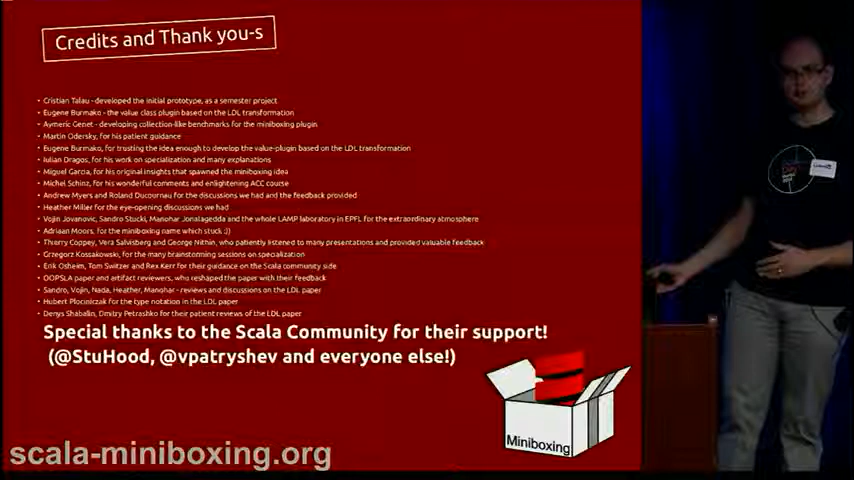 Credits and Thank you-s
• Cristian Talau - developed the initial prototype, as a semester project
• Eugene Burmako - the value class plugin based on the LDL transformation
• Aymeric Genet - developing collection-like benchmarks for the miniboxing plugin
• Martin Odersky, for his patient guidance
• Eugene Burmako, for trusting the idea enough to develop the value-plugin based on the LDL transformation
• Iulian Dragos, for his work on specialization and many explanations
• Miguel Garcia, for his original insights that spawned the miniboxing idea
• Michel Schinz, for his wonderful comments and enlightening ACC course
• Andrew Myers and Roland Ducournau for the discussions we had and the feedback provided
• Heather Miller for the eye-opening discussions we had
• Vojin Jovanovic, Sandro Stucki, Manohar Jonalagedda and the whole LAMP laboratory in EPFL for the extraordinary atmosphere
• Adriaan Moors, for the miniboxing name which stuck :))
• Thierry Coppey, Vera Salvisberg and George Nithin, who patiently listened to many presentations and provided valuable feedback
• Grzegorz Kossakowski, for the many brainstorming sessions on specialization
• Erik Osheim, Tom Switzer and Rex Kerr for their guidance on the Scala community side
• OOPSLA paper and artifact reviewers, who reshaped the paper with their feedback
• Sandro, Vojin, Nada, Heather, Manohar - reviews and discussions on the LDL paper
• Hubert Plociniczak for the type notation in the LDL paper
• Denys Shabalin, Dmitry Petrashko for their patient reviews of the LDL paper
Special thanks to the Scala Community for their support!
(@StuHood, @vpatryshev and everyone else!)
Miniboxing
scala-miniboxing.org